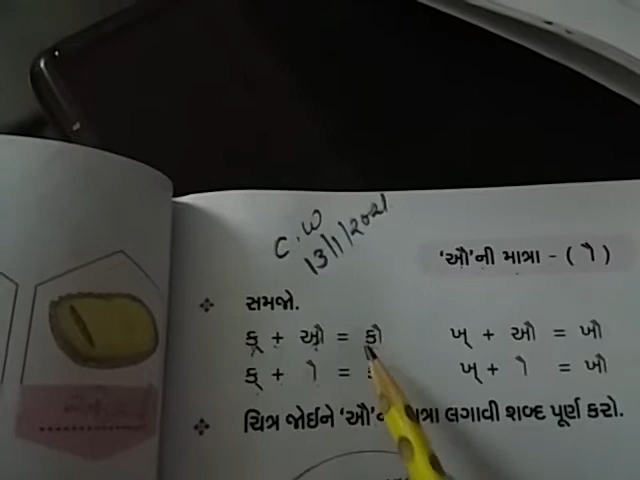 C.W
13/1/2021
'ઔ'ની માત્રા - ( ૌ )
❖ સમજો.
ક્ + ઔ = કૌ ખ્ + ઔ = ખૌ
ક્ + ૌ = ખ્ + ૌ = ખૌ
❖ ચિત્ર જોઈને 'ઔ'ની માત્રા લગાવી શબ્દ પૂર્ણ કરો.